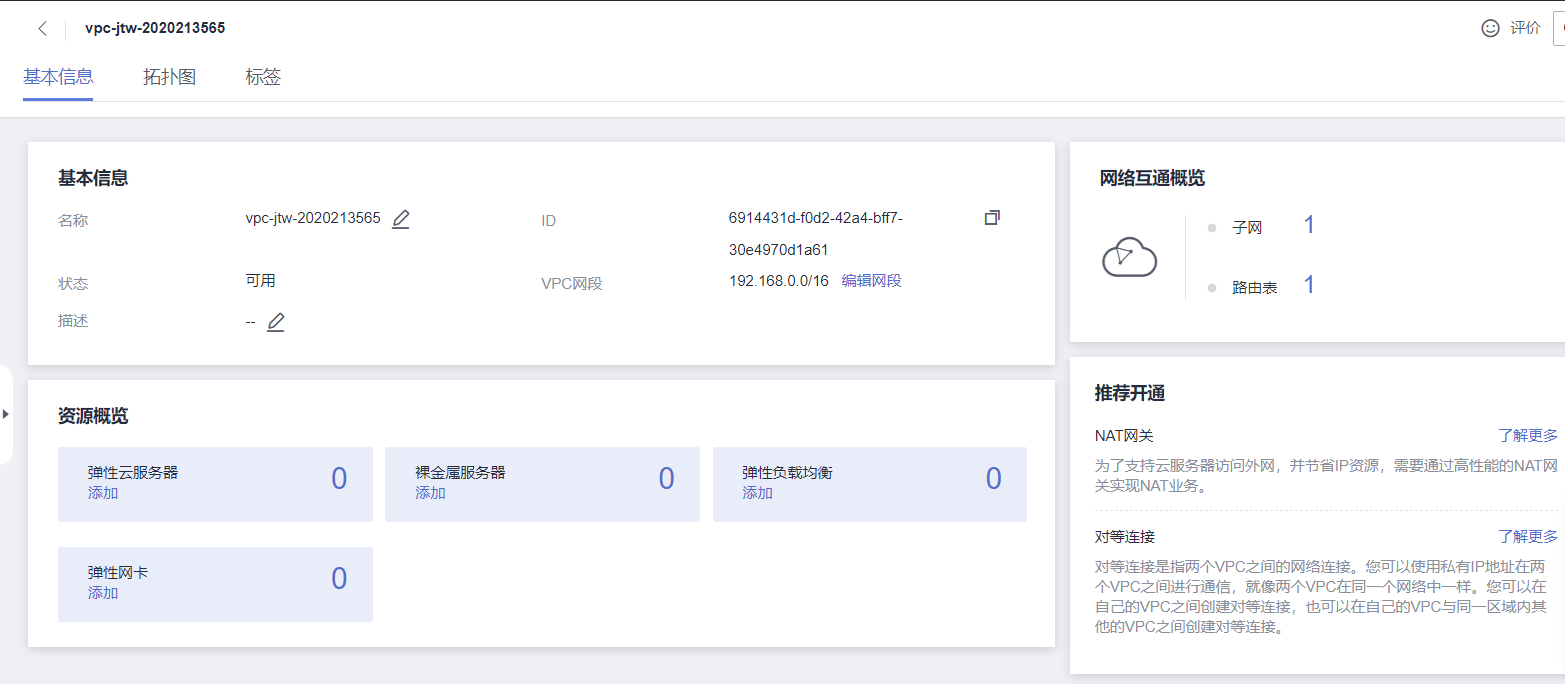 vpc-jtw-2020213565
评价
基本信息
拓扑图
标签
基本信息
名称
vpc-jtw-2020213565
ID
6914431d-f0d2-42a4-bff7-
30e4970d1a61
状态
可用
VPC网段
192.168.0.0/16 编辑网段
描述
--
资源概览
弹性云服务器
添加
0
裸金属服务器
添加
0
弹性负载均衡
添加
0
弹性网卡
添加
0
网络互通概览
子网
1
路由表
1
推荐开通
NAT网关
了解更多
为了支持云服务器访问外网，并节省IP资源，需要通过高性能的NAT网
关实现NAT业务。
对等连接
了解更多
对等连接是指两个VPC之间的网络连接。您可以使用私有IP地址在两
个VPC之间进行通信，就像两个VPC在同一个网络中一样。您可以在
自己的VPC之间创建对等连接，也可以在自己的VPC与同一区域内其
他的VPC之间创建对等连接。